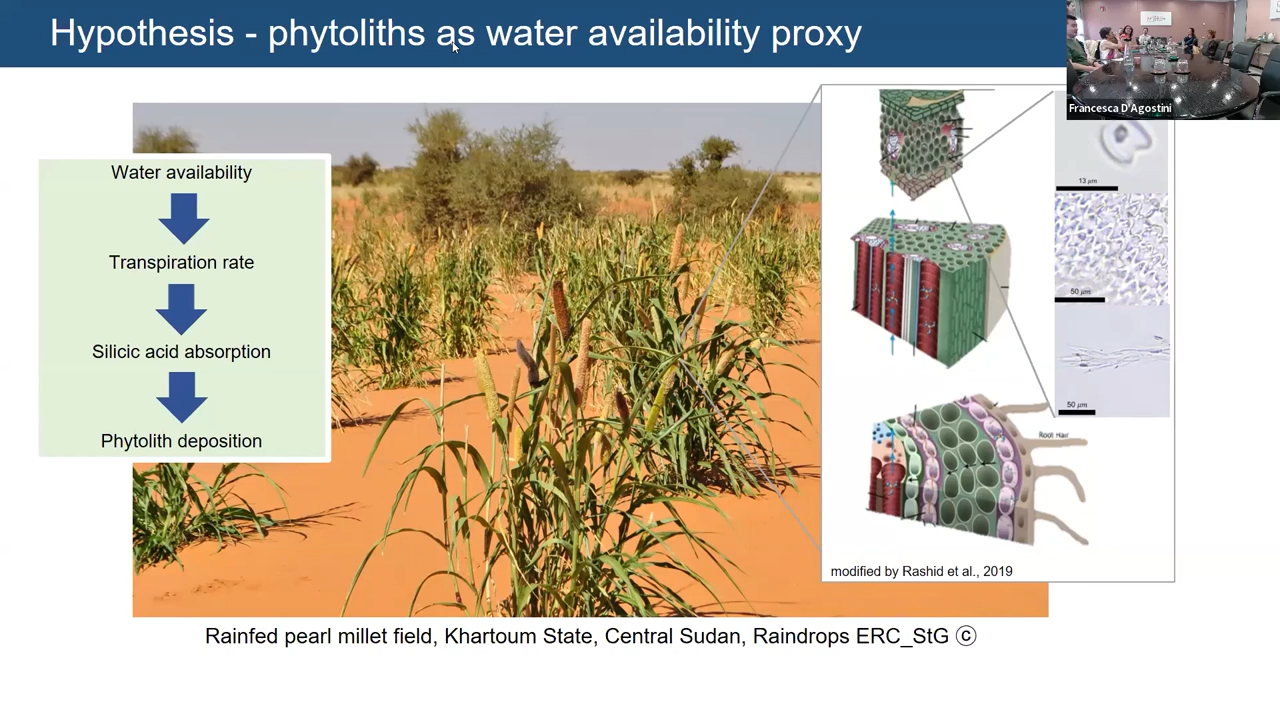 Hypothesis - phytoliths as water availability proxy
Francesca D'Agostini
Water availability
Transpiration rate
Silicic acid absorption
Phytolith deposition
13 µm
50 µm
50 µm
Root Hair
modified by Rashid et al., 2019
Rainfed pearl millet field, Khartoum State, Central Sudan, Raindrops ERC_StG ⓒ